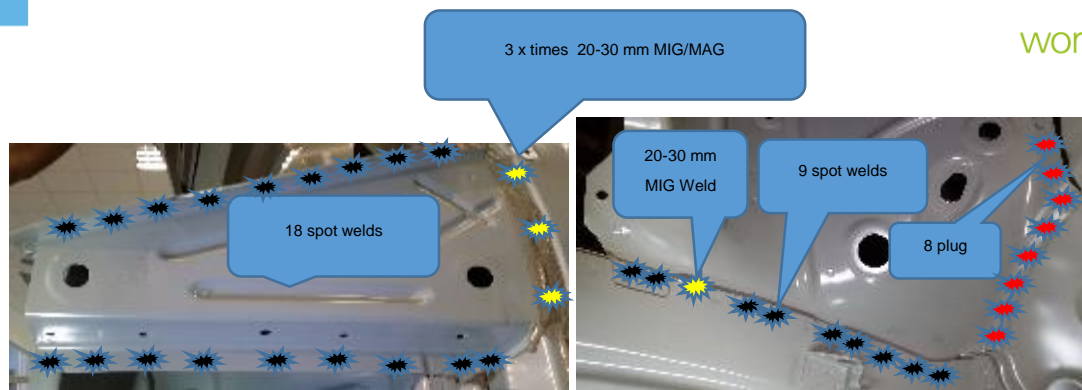 3 x times 20-30 mm MIG/MAG
wor
20-30 mm
MIG Weld
9 spot welds
18 spot welds
8 plug